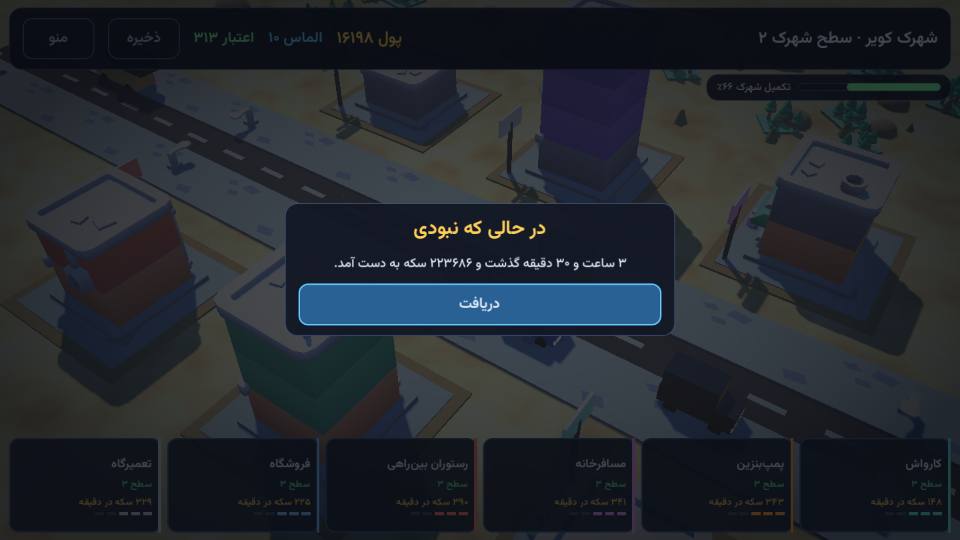 شهرک کویر · سطح شهرک ۲
پول ۱۶۱۹۸
الماس ۱۰
اعتبار ۳۱۳
ذخیره
منو
تکمیل شهرک ۶۶٪
در حالی که نبودی
۳ ساعت و ۳۰ دقیقه گذشت و ۲۲۳۶۸۶ سکه به دست آمد.
دریافت
کارواش
سطح ۳
۱۴۸ سکه در دقیقه
پمپ‌بنزین
سطح ۳
۳۴۳ سکه در دقیقه
مسافرخانه
سطح ۳
۳۴۱ سکه در دقیقه
رستوران بین‌راهی
سطح ۳
۳۹۰ سکه در دقیقه
فروشگاه
سطح ۳
۲۲۵ سکه در دقیقه
تعمیرگاه
سطح ۳
۳۲۹ سکه در دقیقه